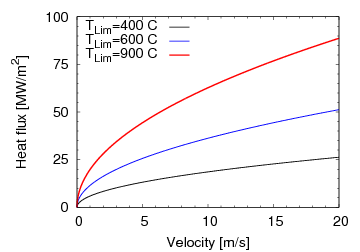 100
75
50
25
0
Heat flux [MW/m²]
T_Lim=400 C
T_Lim=600 C
T_Lim=900 C
0 5 10 15 20
Velocity [m/s]